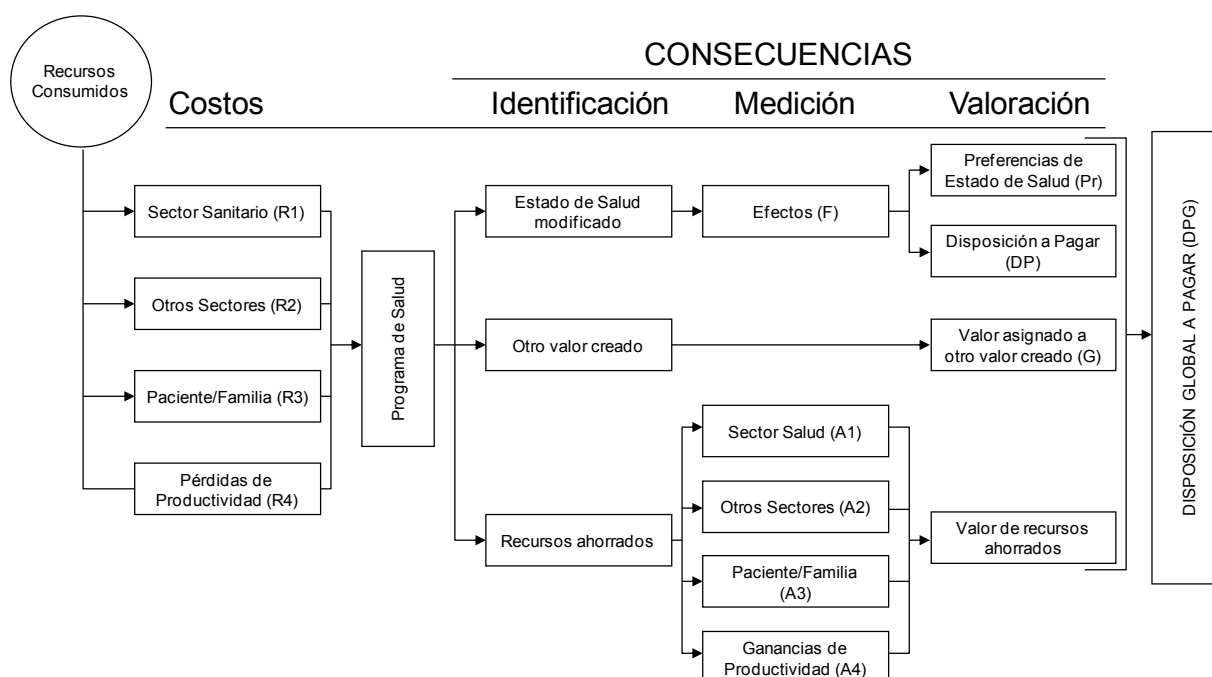 CONSECUENCIAS
Recursos
Consumidos
Costos
Identificación
Medición
Valoración
Sector Sanitario (R1)
Otros Sectores (R2)
Paciente/Familia (R3)
Pérdidas de
Productividad (R4)
Programa de Salud
Estado de Salud
modificado
Otro valor creado
Recursos ahorrados
Efectos (F)
Sector Salud (A1)
Otros Sectores (A2)
Paciente/Familia
(A3)
Ganancias de
Productividad (A4)
Preferencias de
Estado de Salud (Pr)
Disposición a Pagar
(DP)
Valor asignado a
otro valor creado (G)
Valor de recursos
ahorrados
DISPOSICIÓN GLOBAL A PAGAR (DPG)